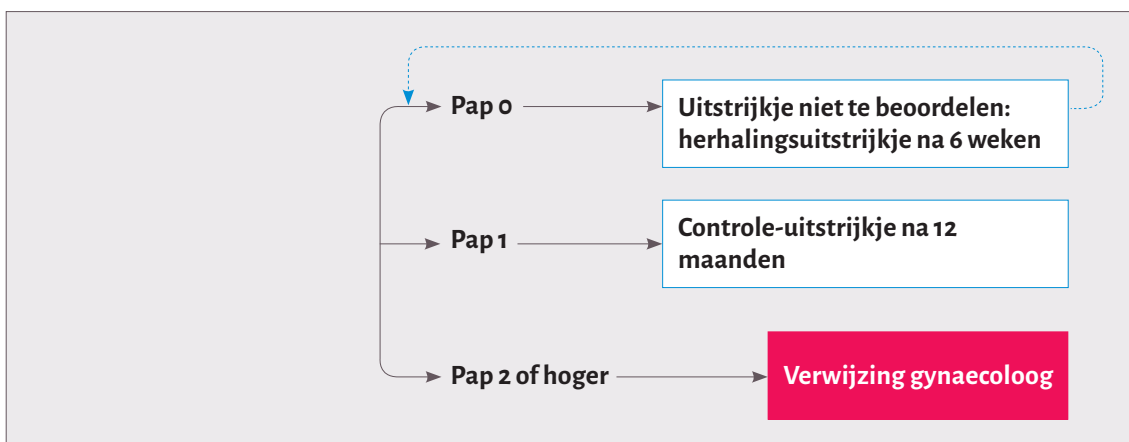 Pap 0
Uitstrijkje niet te beoordelen:
herhalingsuitstrijkje na 6 weken
Pap 1
Controle-uitstrijkje na 12
maanden
Pap 2 of hoger
Verwijzing gynaecoloog